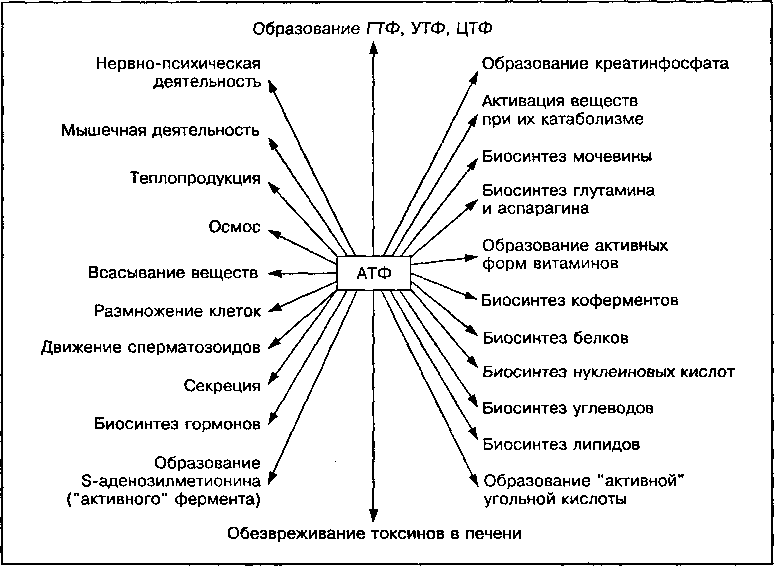 Образование ГТФ, УТФ, ЦТФ
Нервно-психическая
деятельность
Мышечная деятельность
Теплопродукция
Осмос
Всасывание веществ
Размножение клеток
Движение сперматозоидов
Секреция
Биосинтез гормонов
Образование
S-аденозилметионина
("активного" фермента)
АТФ
Образование креатинфосфата
Активация веществ
при их катаболизме
Биосинтез мочевины
Биосинтез глутамина
и аспарагина
Образование активных
форм витаминов
Биосинтез коферментов
Биосинтез белков
Биосинтез нуклеиновых кислот
Биосинтез углеводов
Биосинтез липидов
Образование "активной"
угольной кислоты
Обезвреживание токсинов в печени